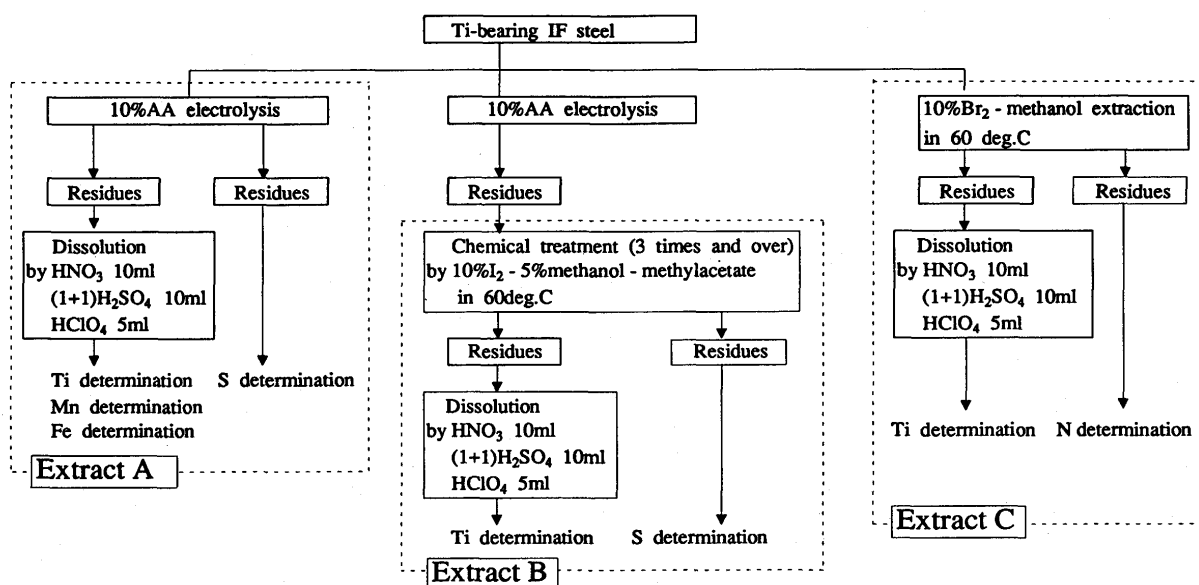 Ti-bearing IF steel
10%AA electrolysis
Residues
Residues
Dissolution
by HNO₃ 10ml
(1+1)H₂SO₄ 10ml
HClO₄ 5ml
Ti determination
Mn determination
Fe determination
S determination
Extract A
10%AA electrolysis
Residues
Chemical treatment (3 times and over)
by 10%I₂ - 5%methanol - methylacetate
in 60deg.C
Residues
Residues
Dissolution
by HNO₃ 10ml
(1+1)H₂SO₄ 10ml
HClO₄ 5ml
Ti determination
S determination
Extract B
10%Br₂ - methanol extraction
in 60 deg.C
Residues
Residues
Dissolution
by HNO₃ 10ml
(1+1)H₂SO₄ 10ml
HClO₄ 5ml
Ti determination
N determination
Extract C